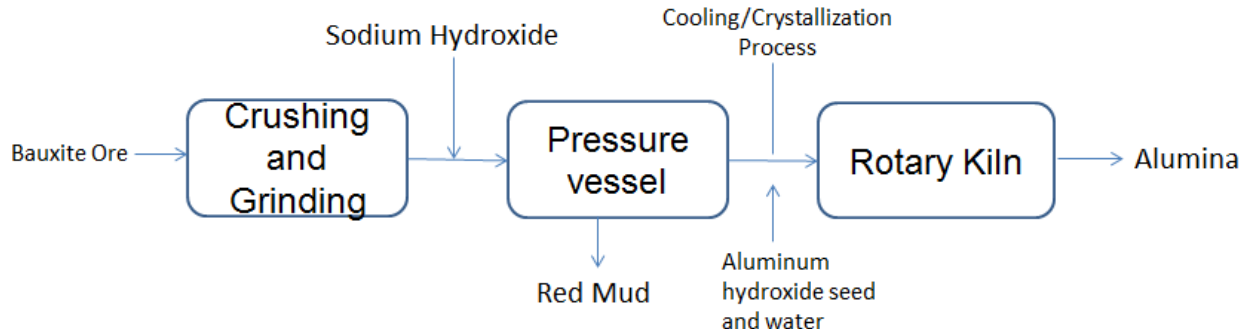 Cooling/Crystallization
Process
Sodium Hydroxide
Crushing
and
Grinding
Pressure
vessel
Rotary Kiln
Bauxite Ore
Alumina
Red Mud
Aluminum
hydroxide seed
and water